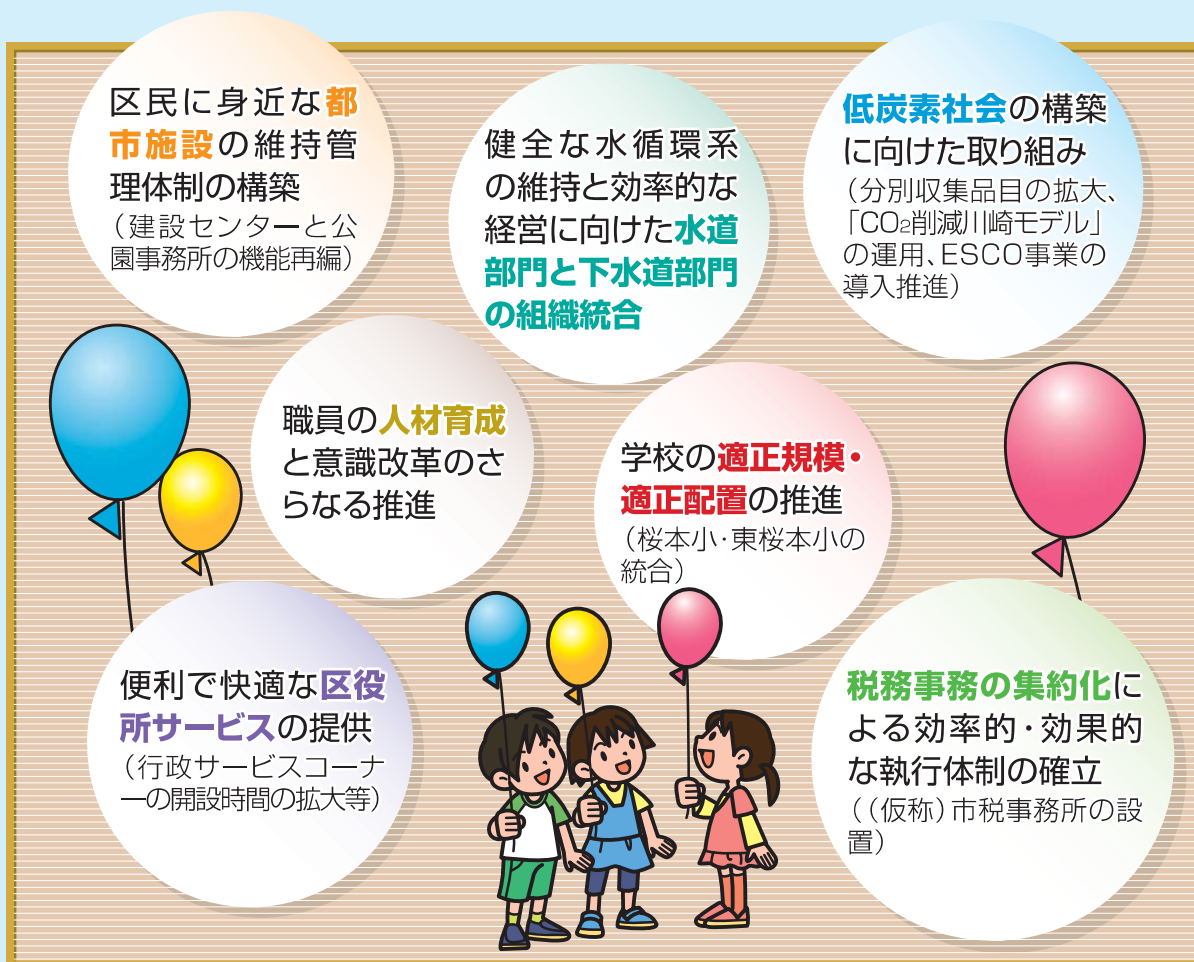 区民に身近な都
市施設の維持管
理体制の構築
(建設センターと公
園事務所の機能再編)
健全な水循環系
の維持と効率的な
経営に向けた水道
部門と下水道部門
の組織統合
低炭素社会の構築
に向けた取り組み
(分別収集品目の拡大、
「CO₂削減川崎モデル」
の運用、ESCO事業の
導入推進)
職員の人材育成
と意識改革のさ
らなる推進
学校の適正規模・
適正配置の推進
(桜本小・東桜本小の
統合)
便利で快適な区役
所サービスの提供
(行政サービスコーナ
ーの開設時間の拡大等)
税務事務の集約化に
よる効率的・効果的
な執行体制の確立
((仮称)市税事務所の設
置)